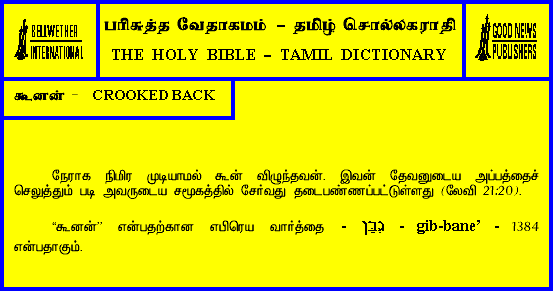 BELLWETHER
INTERNATIONAL
பரிசுத்த வேதாகமம் - தமிழ் சொல்லகராதி
THE HOLY BIBLE – TAMIL DICTIONARY
GOOD NEWS
PUBLISHERS
கூனன் - CROOKED BACK
நேராக நிமிர முடியாமல் கூன் விழுந்தவன். இவன் தேவனுடைய அப்பத்தைச்
செலுத்தும் படி அவருடைய சமூகத்தில் சேர்வது தடைபண்ணப்பட்டுள்ளது (லேவி 21:20).
“கூனன்” என்பதற்கான எபிரெய வார்த்தை - גִּבֵּן - gib-bane’ - 1384
என்பதாகும்.